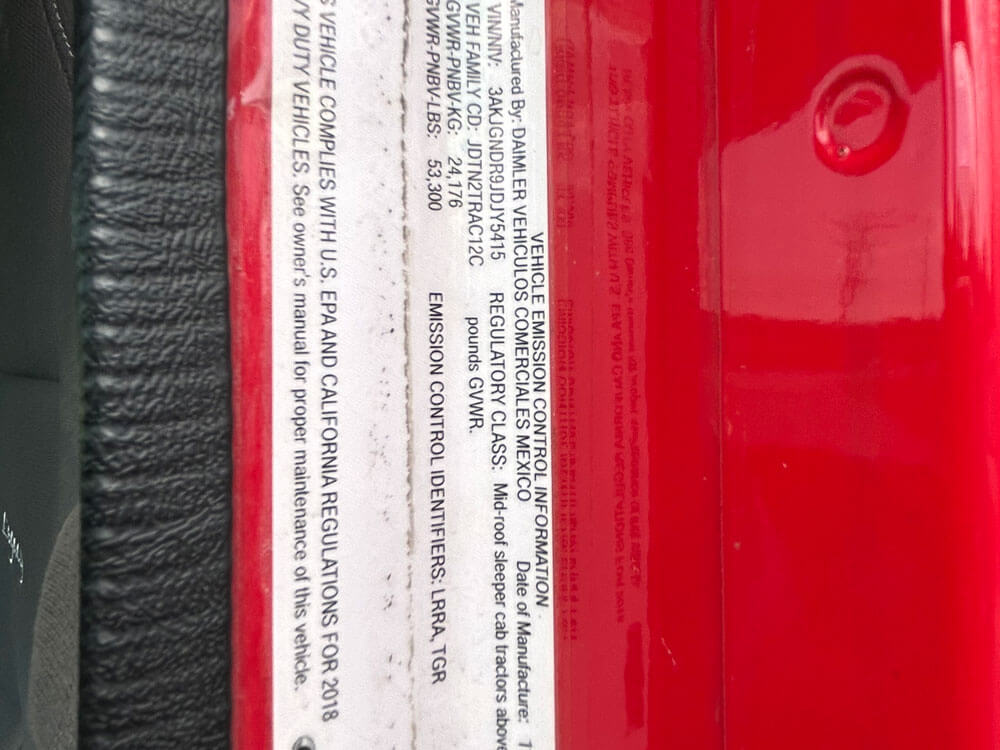 VEHICLE EMISSION CONTROL INFORMATION
Manufactured By: DAIMLER VEHICULOS COMERCIALES MEXICO Date of Manufacture: 1
VIN/NIV: 3AKJGNDR9JDJY5415 REGULATORY CLASS: Mid-roof sleeper cab tractors above
VEH FAMILY CD: JDTN2TRAC12C pounds GVWR.
GVWR-PNBV-KG: 24,176
GVWR-PNBV-LBS: 53,300 EMISSION CONTROL IDENTIFIERS: LRRA, TGR
S VEHICLE COMPLIES WITH U.S. EPA AND CALIFORNIA REGULATIONS FOR 2018
VY DUTY VEHICLES. See owner's manual for proper maintenance of this vehicle.